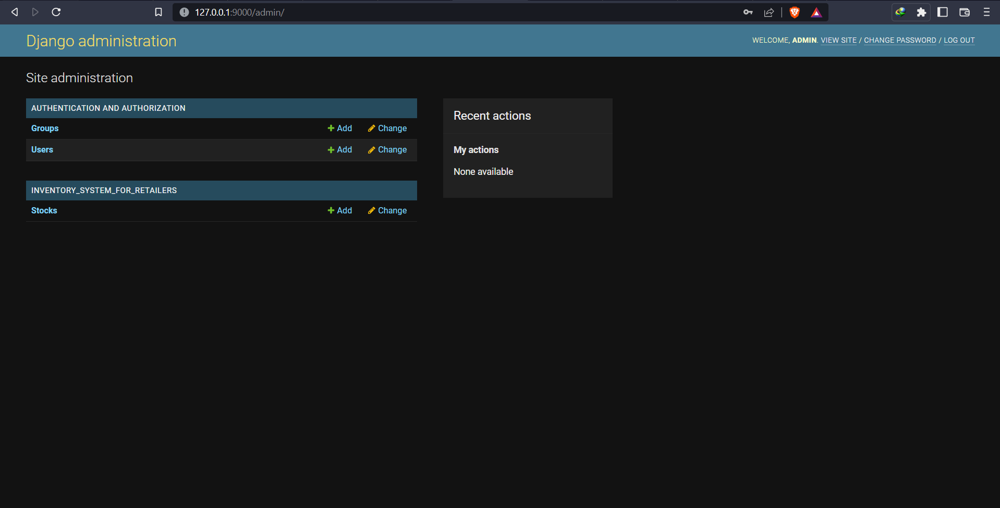 127.0.0.1:9000/admin/
Django administration
WELCOME, ADMIN. VIEW SITE / CHANGE PASSWORD / LOG OUT
Site administration
AUTHENTICATION AND AUTHORIZATION
Groups Add Change
Users Add Change
INVENTORY_SYSTEM_FOR_RETAILERS
Stocks Add Change
Recent actions
My actions
None available